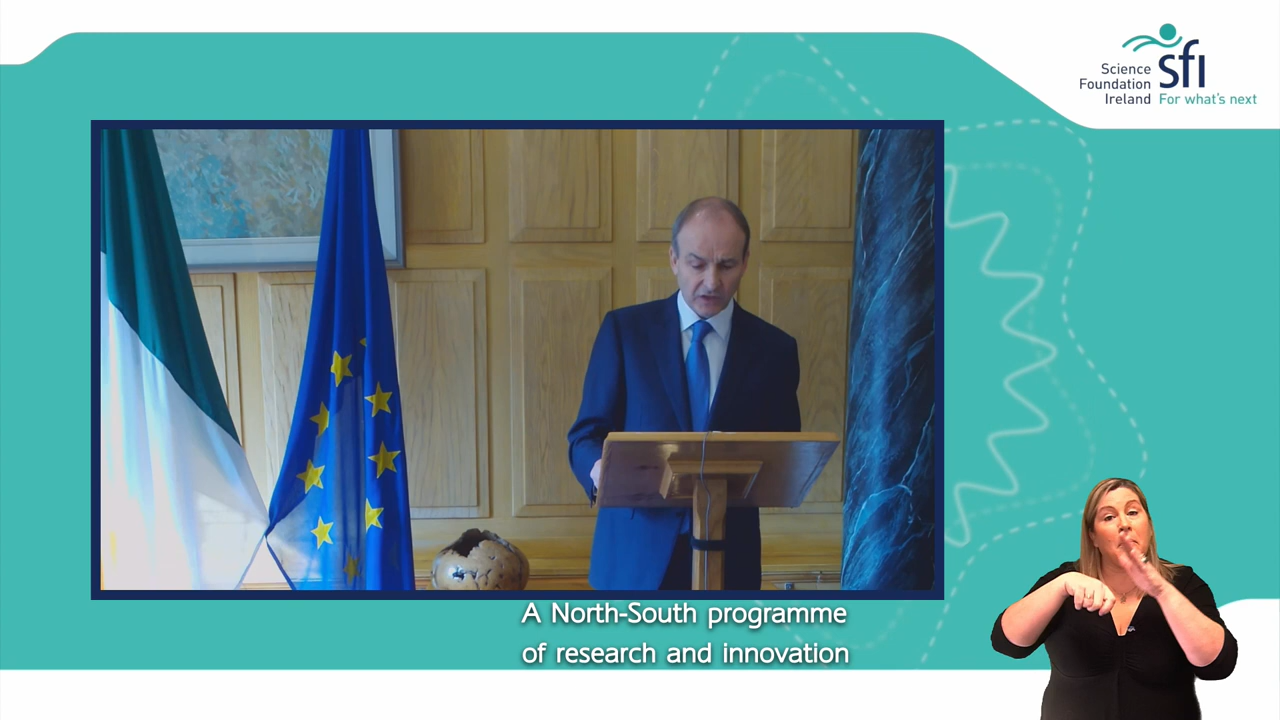 Science
Foundation
Ireland
sfi
For what's next
A North-South programme
of research and innovation